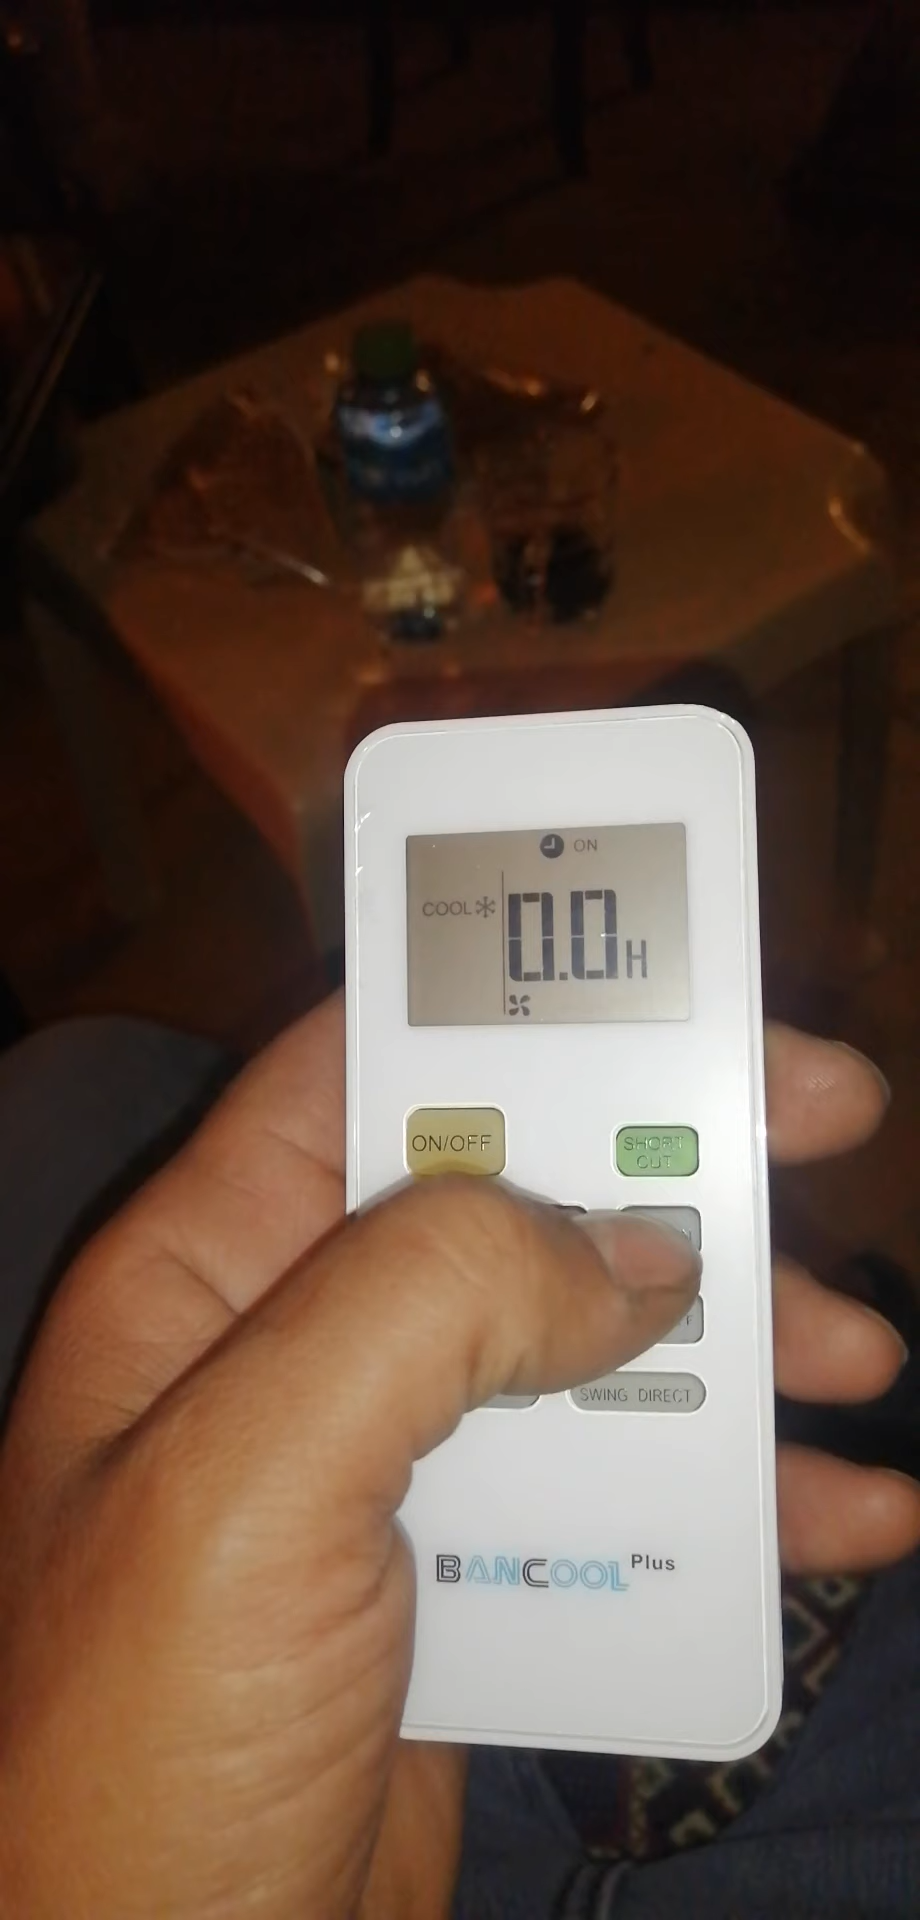 ON
COOL
0.0 H
ON/OFF
SHORT
CUT
SWING DIRECT
BANCOOL Plus